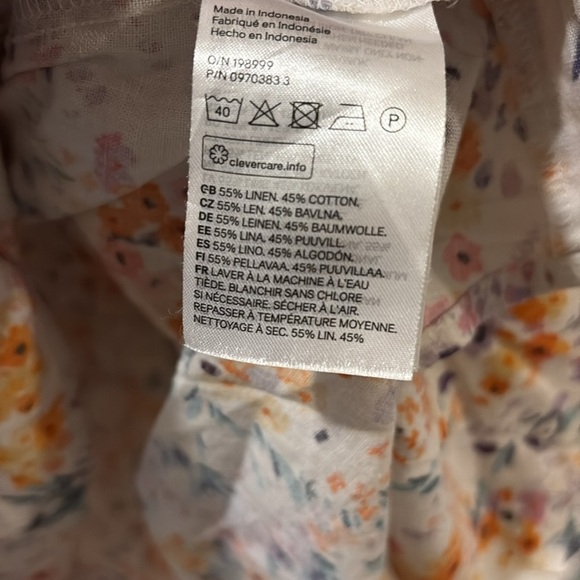 Made in Indonesia
Fabriqué en Indonésie
Hecho en Indonesia
O/N 198999
P/N 0970383 3
40 P
clevercare.info
GB 55% LINEN. 45% COTTON.
CZ 55% LEN. 45% BAVLNA.
DE 55% LEINEN. 45% BAUMWOLLE.
EE 55% LINA. 45% PUUVILL.
ES 55% LINO. 45% ALGODÓN.
FI 55% PELLAVAA. 45% PUUVILLAA.
FR LAVER À LA MACHINE À L'EAU
TIÈDE. BLANCHIR SANS CHLORE
SI NÉCESSAIRE. SÉCHER À L'AIR.
REPASSER À TEMPÉRATURE MOYENNE.
NETTOYAGE À SEC. 55% LIN. 45%